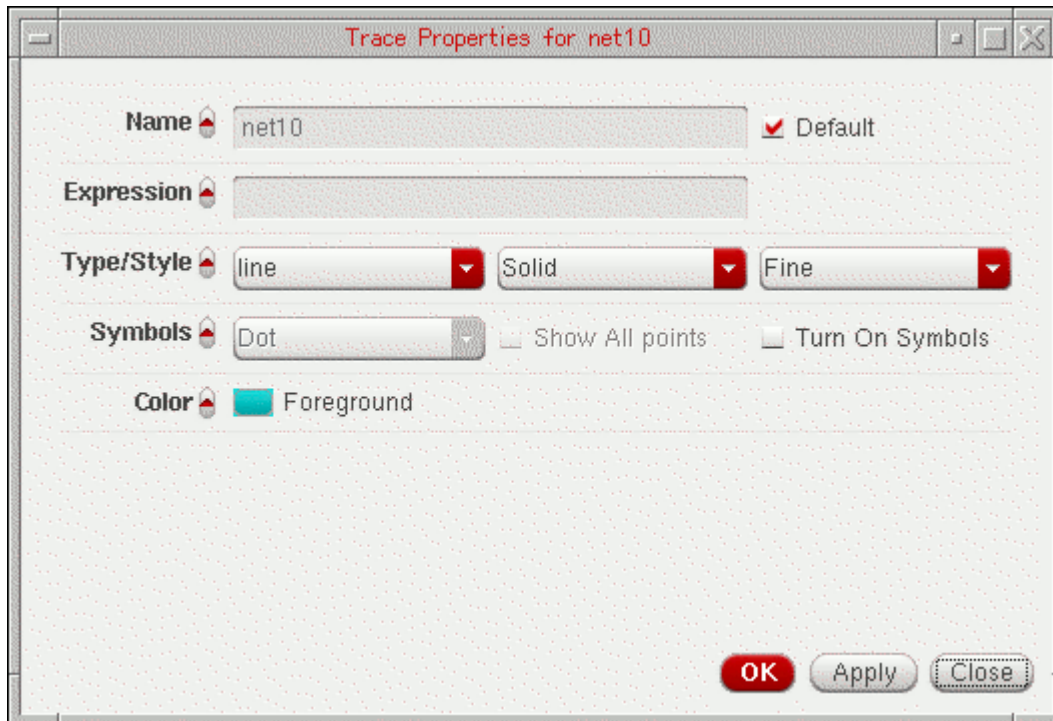 Trace Properties for net10
Name net10 Default
Expression
Type/Style line Solid Fine
Symbols Dot Show All points Turn On Symbols
Color Foreground
OK Apply Close